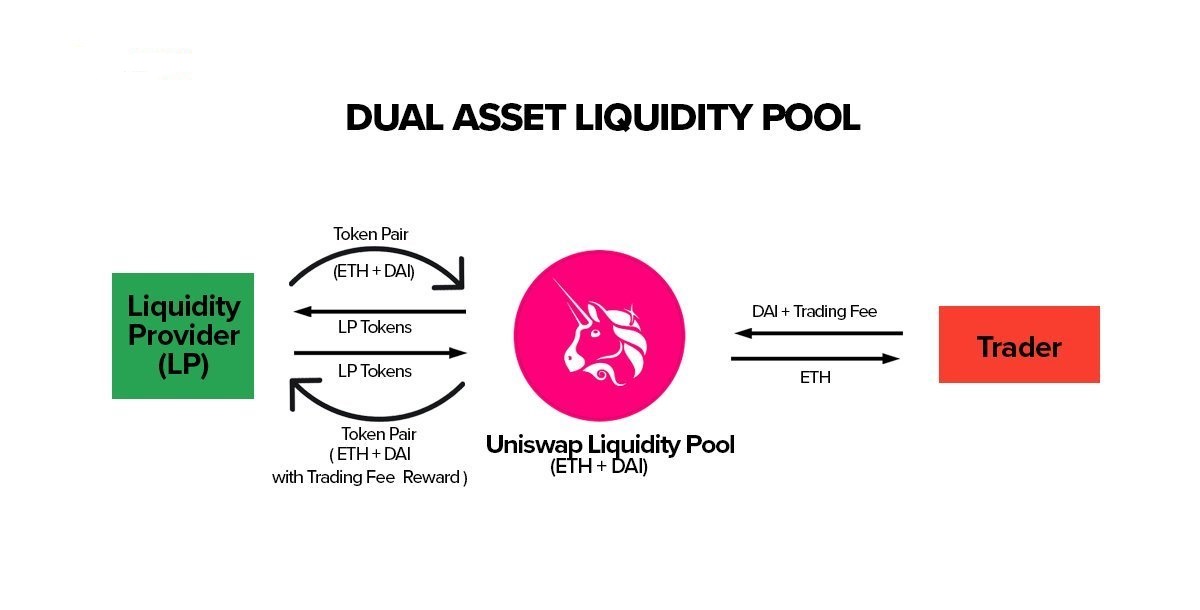 DUAL ASSET LIQUIDITY POOL
Token Pair
(ETH + DAI)
LP Tokens
LP Tokens
Token Pair
( ETH + DAI
with Trading Fee Reward )
Liquidity
Provider
(LP)
Uniswap Liquidity Pool
(ETH + DAI)
DAI + Trading Fee
ETH
Trader